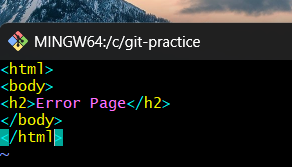 MINGW64:/c/git-practice
<html>
<body>
<h2>Error Page</h2>
</body>
</html>
~